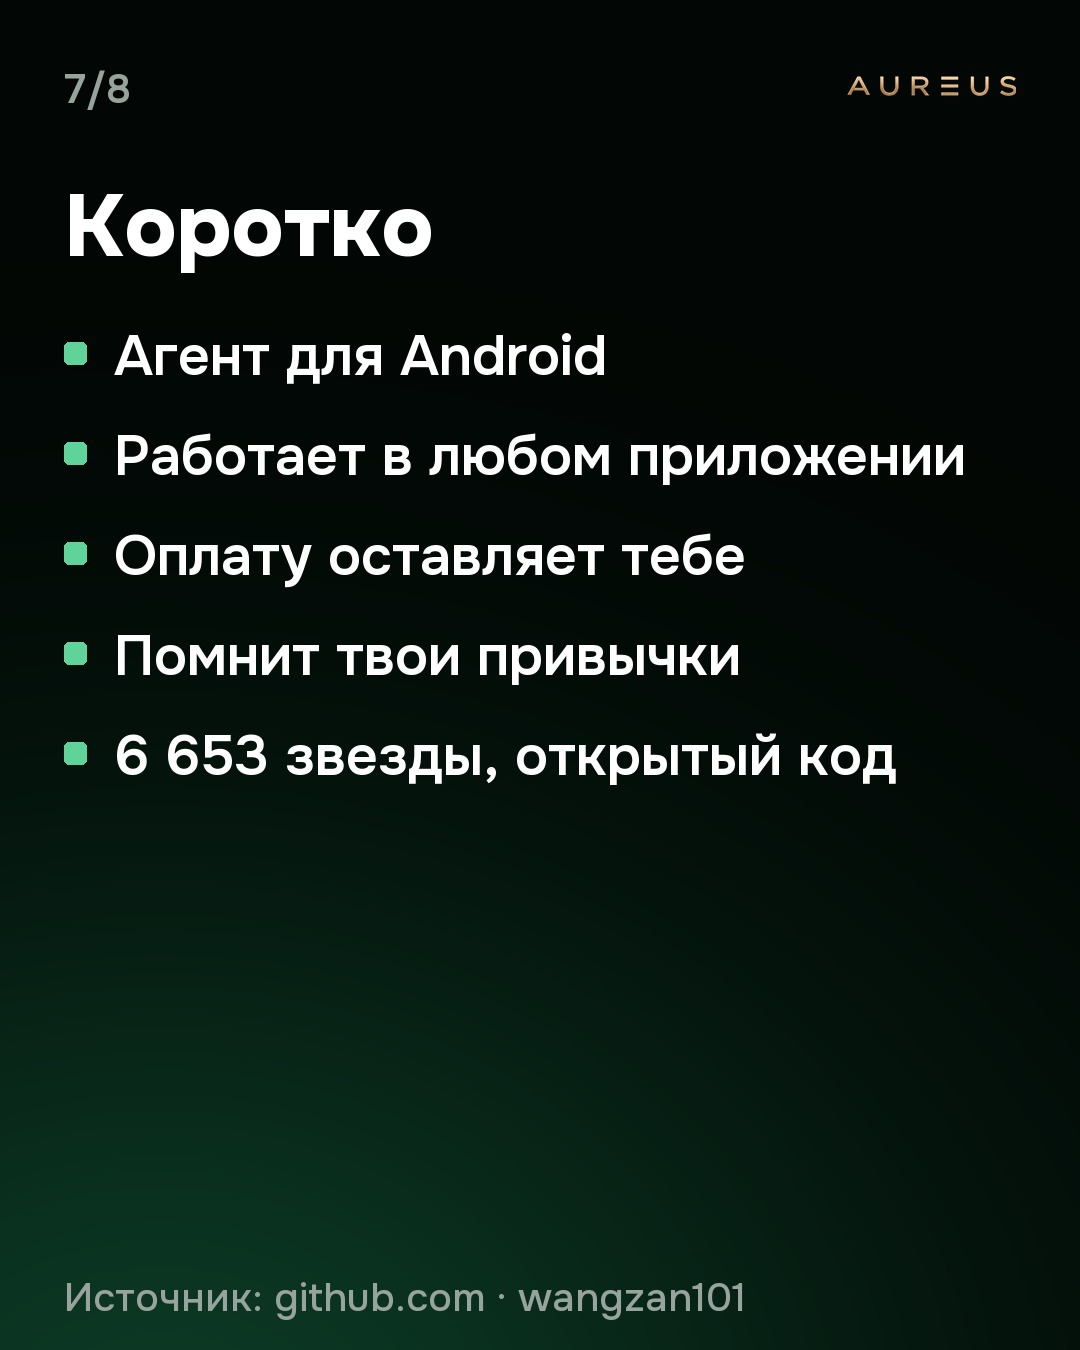 7/8
AUREUS
Коротко
Агент для Android
Работает в любом приложении
Оплату оставляет тебе
Помнит твои привычки
6 653 звезды, открытый код
Источник: github.com · wangzan101